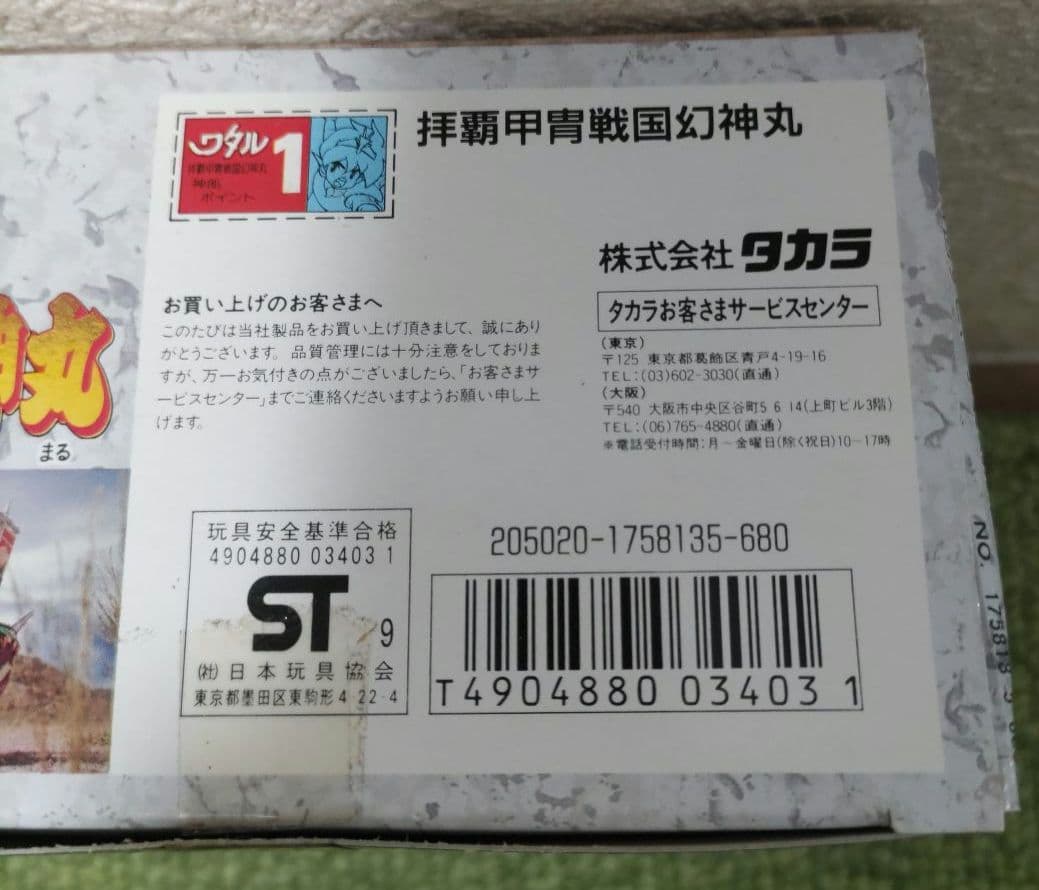 拝覇甲冑戦国幻神丸
ワタル1
拝覇甲冑戦国幻神丸
神部
ポイント
株式会社タカラ
タカラお客さまサービスセンター
(東京)
〒125 東京都葛飾区青戸4-19-16
TEL:(03)602-3030(直通)
(大阪)
〒540 大阪市中央区谷町5 6 14(上町ビル3階)
TEL:(06)765-4880(直通)
※電話受付時間:月〜金曜日(除く祝日)10-17時
お買い上げのお客さまへ
このたびは当社製品をお買い上げ頂きまして、誠にあり
がとうございます。品質管理には十分注意をしておりま
すが、万一お気付きの点がございましたら、「お客さまサ
ービスセンター」までご連絡くださいますようお願い申し上
げます。
丸
まる
玩具安全基準合格
4904880 03403 1
ST 9
(社)日本玩具協会
東京都墨田区東駒形4-22-4
205020-1758135-680
T4904880 03403 1
NO. 175813